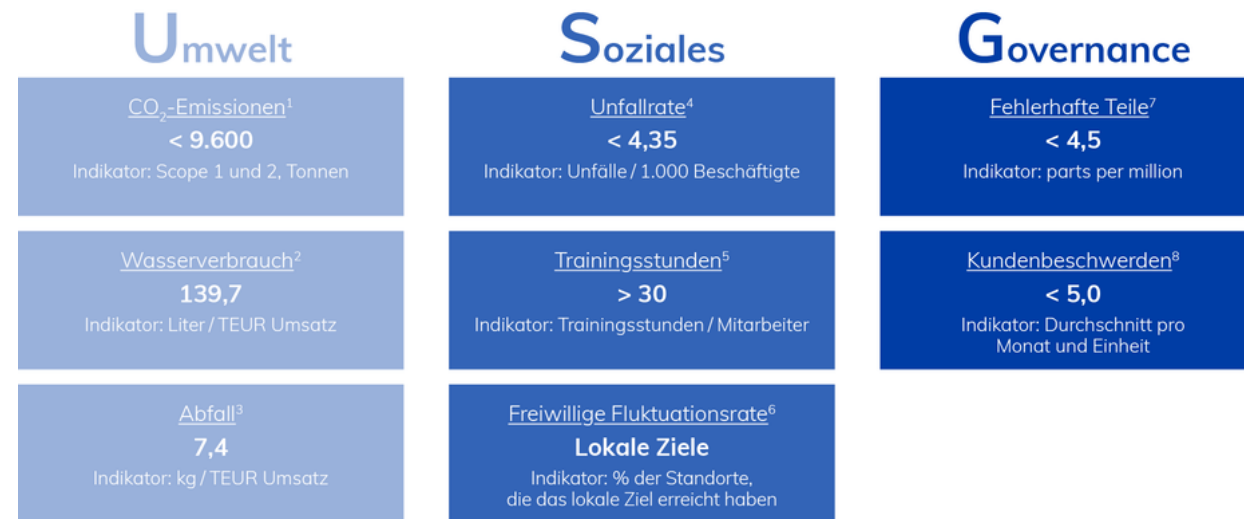 Umwelt
CO₂-Emissionen¹
< 9.600
Indikator: Scope 1 und 2, Tonnen
Wasserverbrauch²
139,7
Indikator: Liter / TEUR Umsatz
Abfall³
7,4
Indikator: kg / TEUR Umsatz
Soziales
Unfallrate⁴
< 4,35
Indikator: Unfälle / 1.000 Beschäftigte
Trainingsstunden⁵
> 30
Indikator: Trainingsstunden / Mitarbeiter
Freiwillige Fluktuationsrate⁶
Lokale Ziele
Indikator: % der Standorte,
die das lokale Ziel erreicht haben
Governance
Fehlerhafte Teile⁷
< 4,5
Indikator: parts per million
Kundenbeschwerden⁸
< 5,0
Indikator: Durchschnitt pro
Monat und Einheit